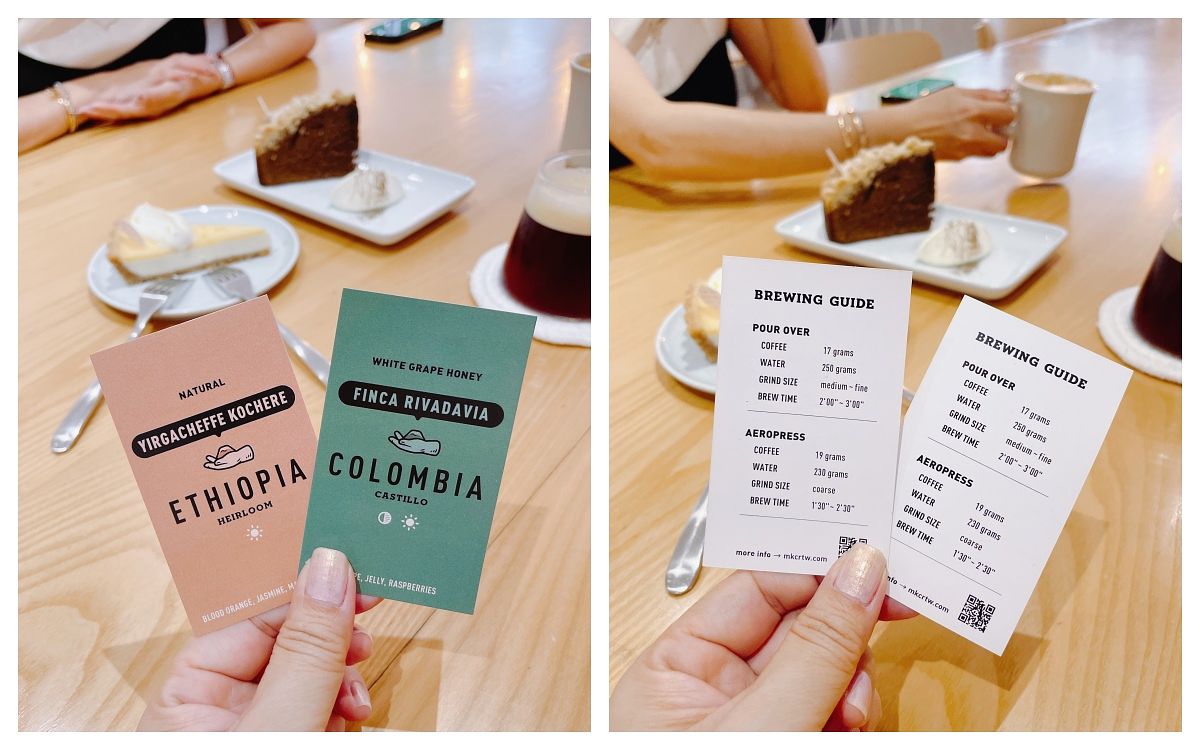 NATURAL
YIRGACHEFFE KOCHERE
ETHIOPIA
HEIRLOOM
BLOOD ORANGE, JASMINE,
WHITE GRAPE HONEY
FINCA RIVADAVIA
COLOMBIA
CASTILLO
JELLY, RASPBERRIES
BREWING GUIDE
POUR OVER
COFFEE 17 grams
WATER 250 grams
GRIND SIZE medium ~ fine
BREW TIME 2'00" ~ 3'00"
AEROPRESS
COFFEE 19 grams
WATER 230 grams
GRIND SIZE coarse
BREW TIME 1'30" ~ 2'30"
more info → mkcrtw.com
BREWING GUIDE
POUR OVER
COFFEE 17 grams
WATER 250 grams
GRIND SIZE medium ~ fine
BREW TIME 2'00" ~ 3'00"
AEROPRESS
COFFEE 19 grams
WATER 230 grams
GRIND SIZE coarse
BREW TIME 1'30" ~ 2'30"
→ mkcrtw.com